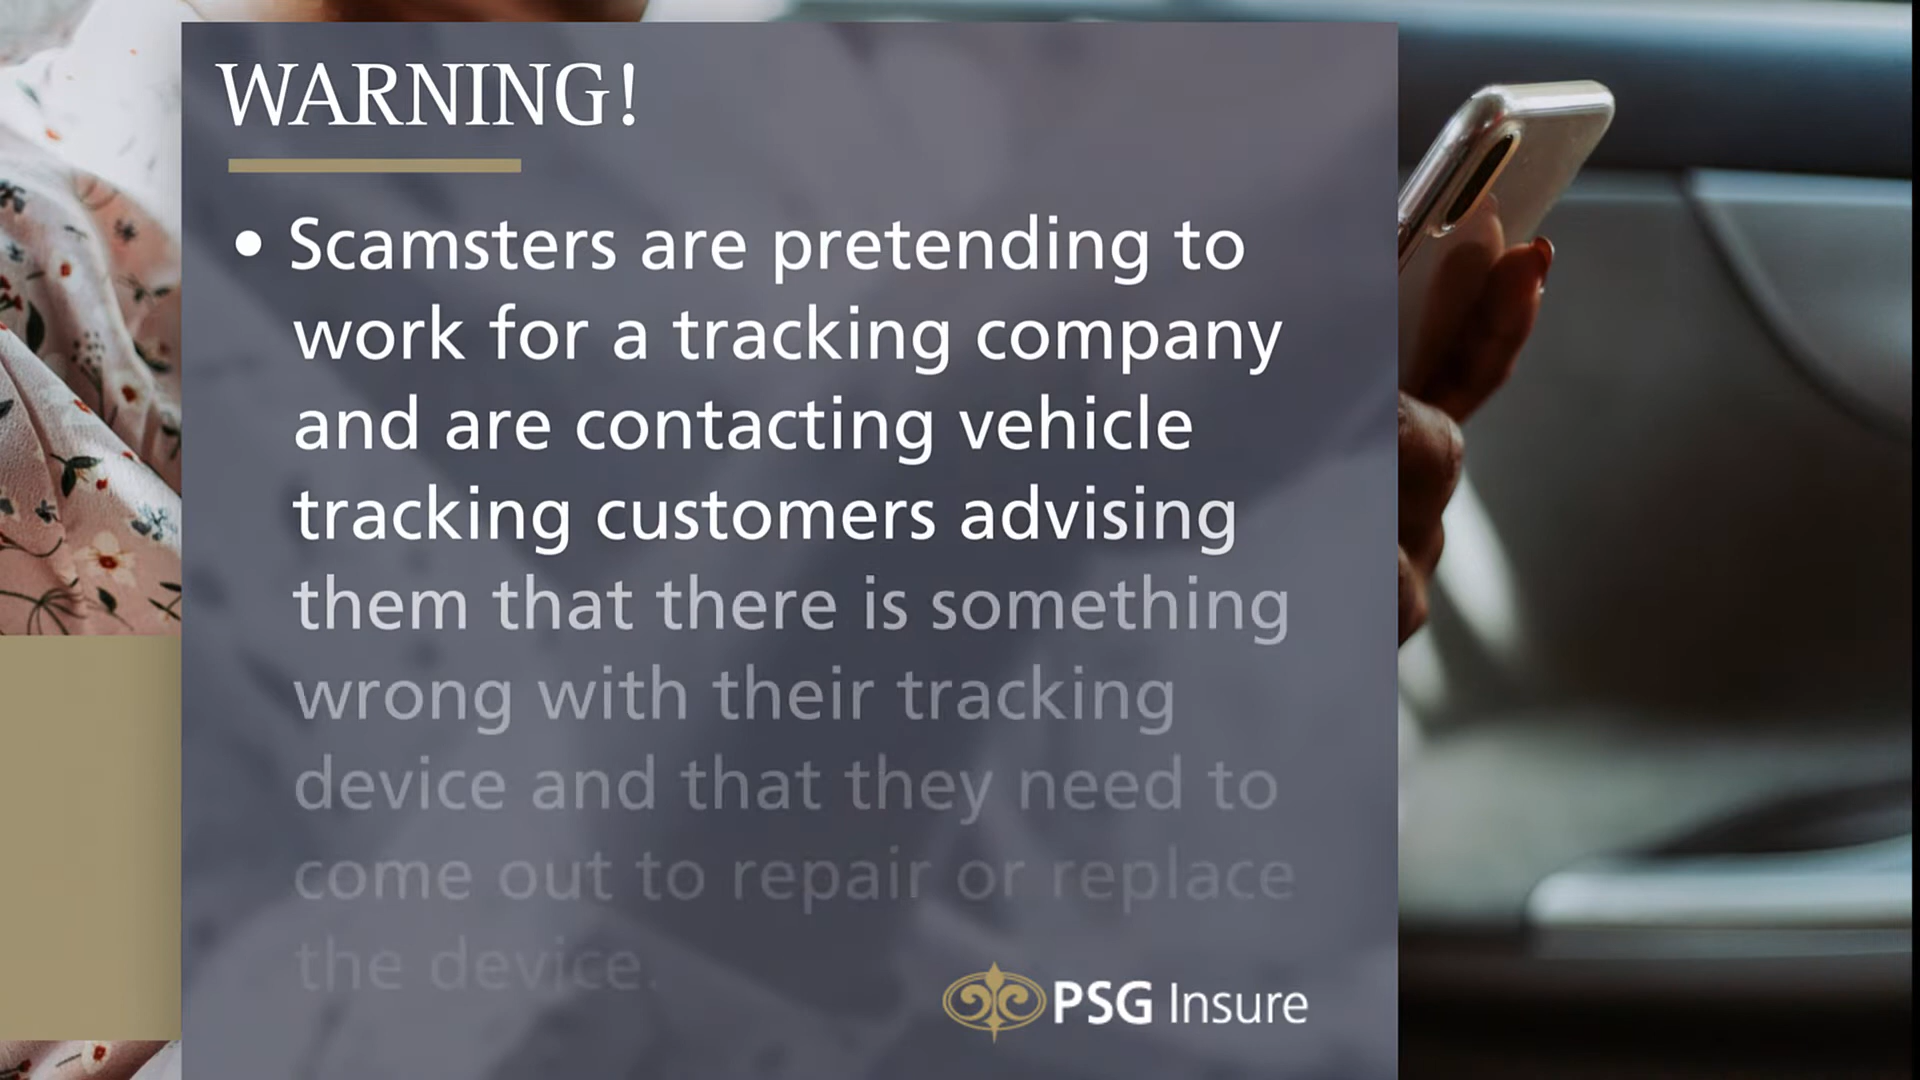 WARNING!
• Scamsters are pretending to
work for a tracking company
and are contacting vehicle
tracking customers advising
them that there is something
wrong with their tracking
device and that they need to
come out to repair or replace
the device.
PSG Insure